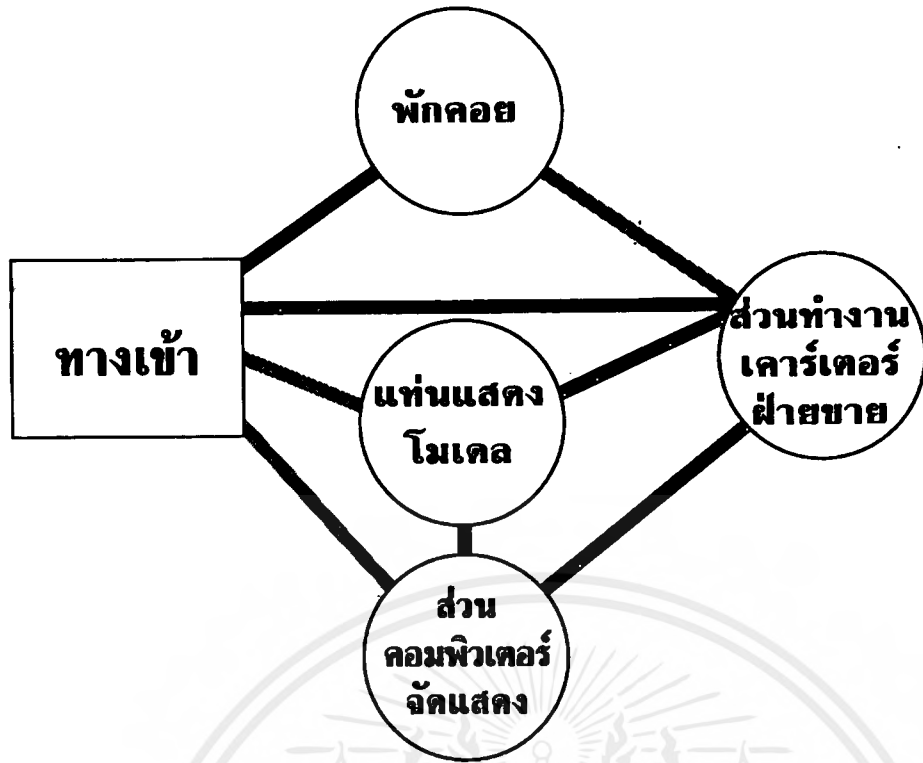 พักคอย
ทางเข้า
แท่นแสดง
โมเดล
ส่วนทำงาน
เคาร์เตอร์
ฝ่ายขาย
ส่วน
คอมพิวเตอร์
จัดแสดง